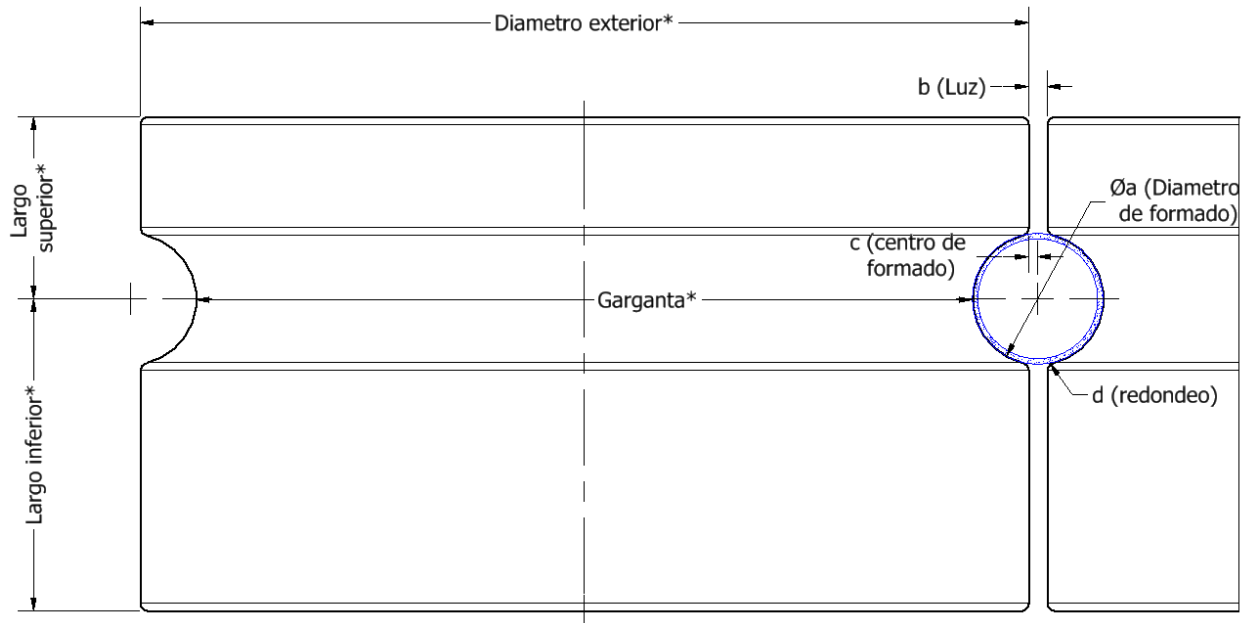 Diametro exterior*
b (Luz)
Largo
superior*
Øa (Diametro
de formado)
c (centro de
formado)
Garganta*
Largo inferior*
d (redondeo)